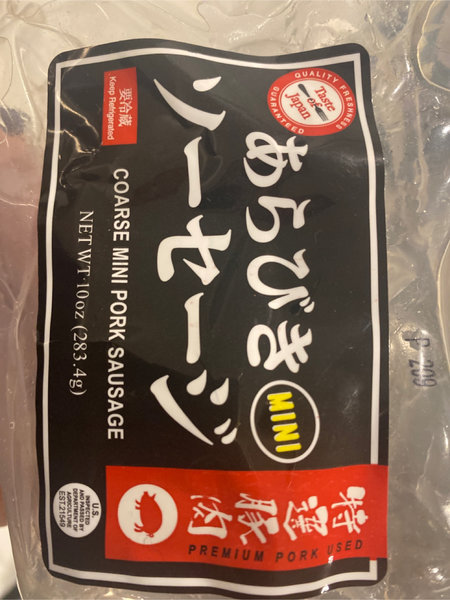 QUALITY FRESHNESS
Taste
of
Japan
GUARANTEED
要冷蔵
Keep Refrigerated
あらびき
MINI
ソーセージ
COARSE MINI PORK SAUSAGE
NET WT. 10oz (283.4g)
特選豚肉
PREMIUM PORK USED
U.S.
INSPECTED
AND PASSED BY
DEPARTMENT OF
AGRICULTURE
EST.21549
P-209